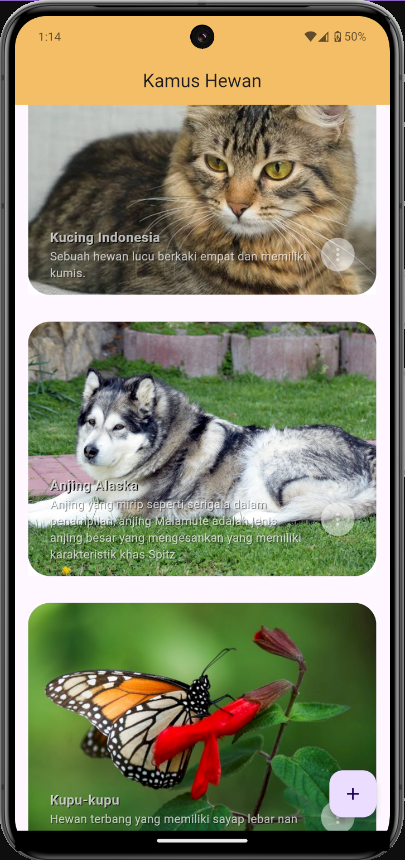 1:14
50%
Kamus Hewan
Kucing Indonesia
Sebuah hewan lucu berkaki empat dan memiliki
kumis.
Anjing Alaska
Anjing yang mirip seperti serigala dalam
penampilan, anjing Malamute adalah jenis
anjing besar yang mengesankan yang memiliki
karakteristik khas Spitz
Kupu-kupu
Hewan terbang yang memiliki sayap lebar nan